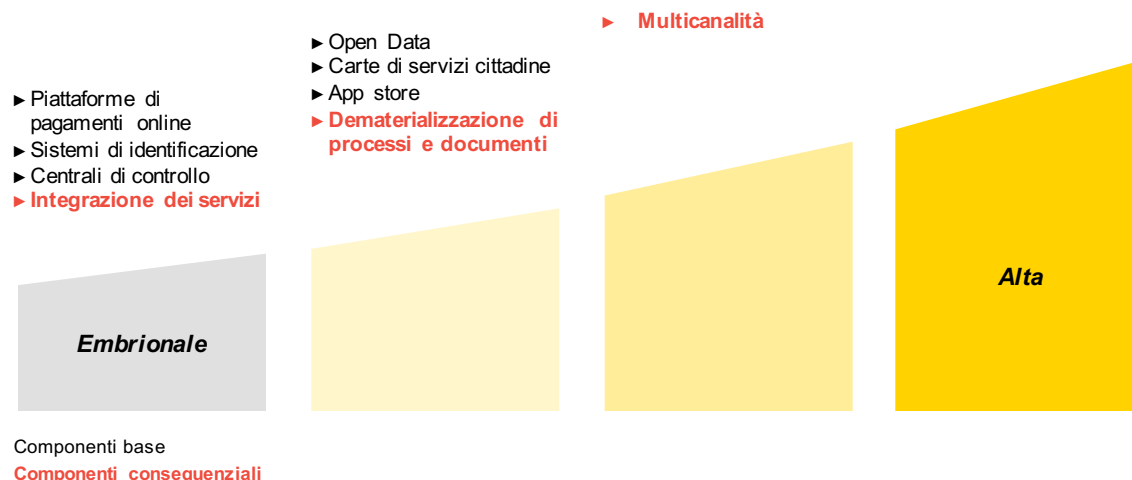 ► Piattaforme di
pagamenti online
► Sistemi di identificazione
► Centrali di controllo
► Integrazione dei servizi
► Open Data
► Carte di servizi cittadine
► App store
► Dematerializzazione di
processi e documenti
► Multicanalità
Embrionale
Alta
Componenti base
Componenti consequenziali